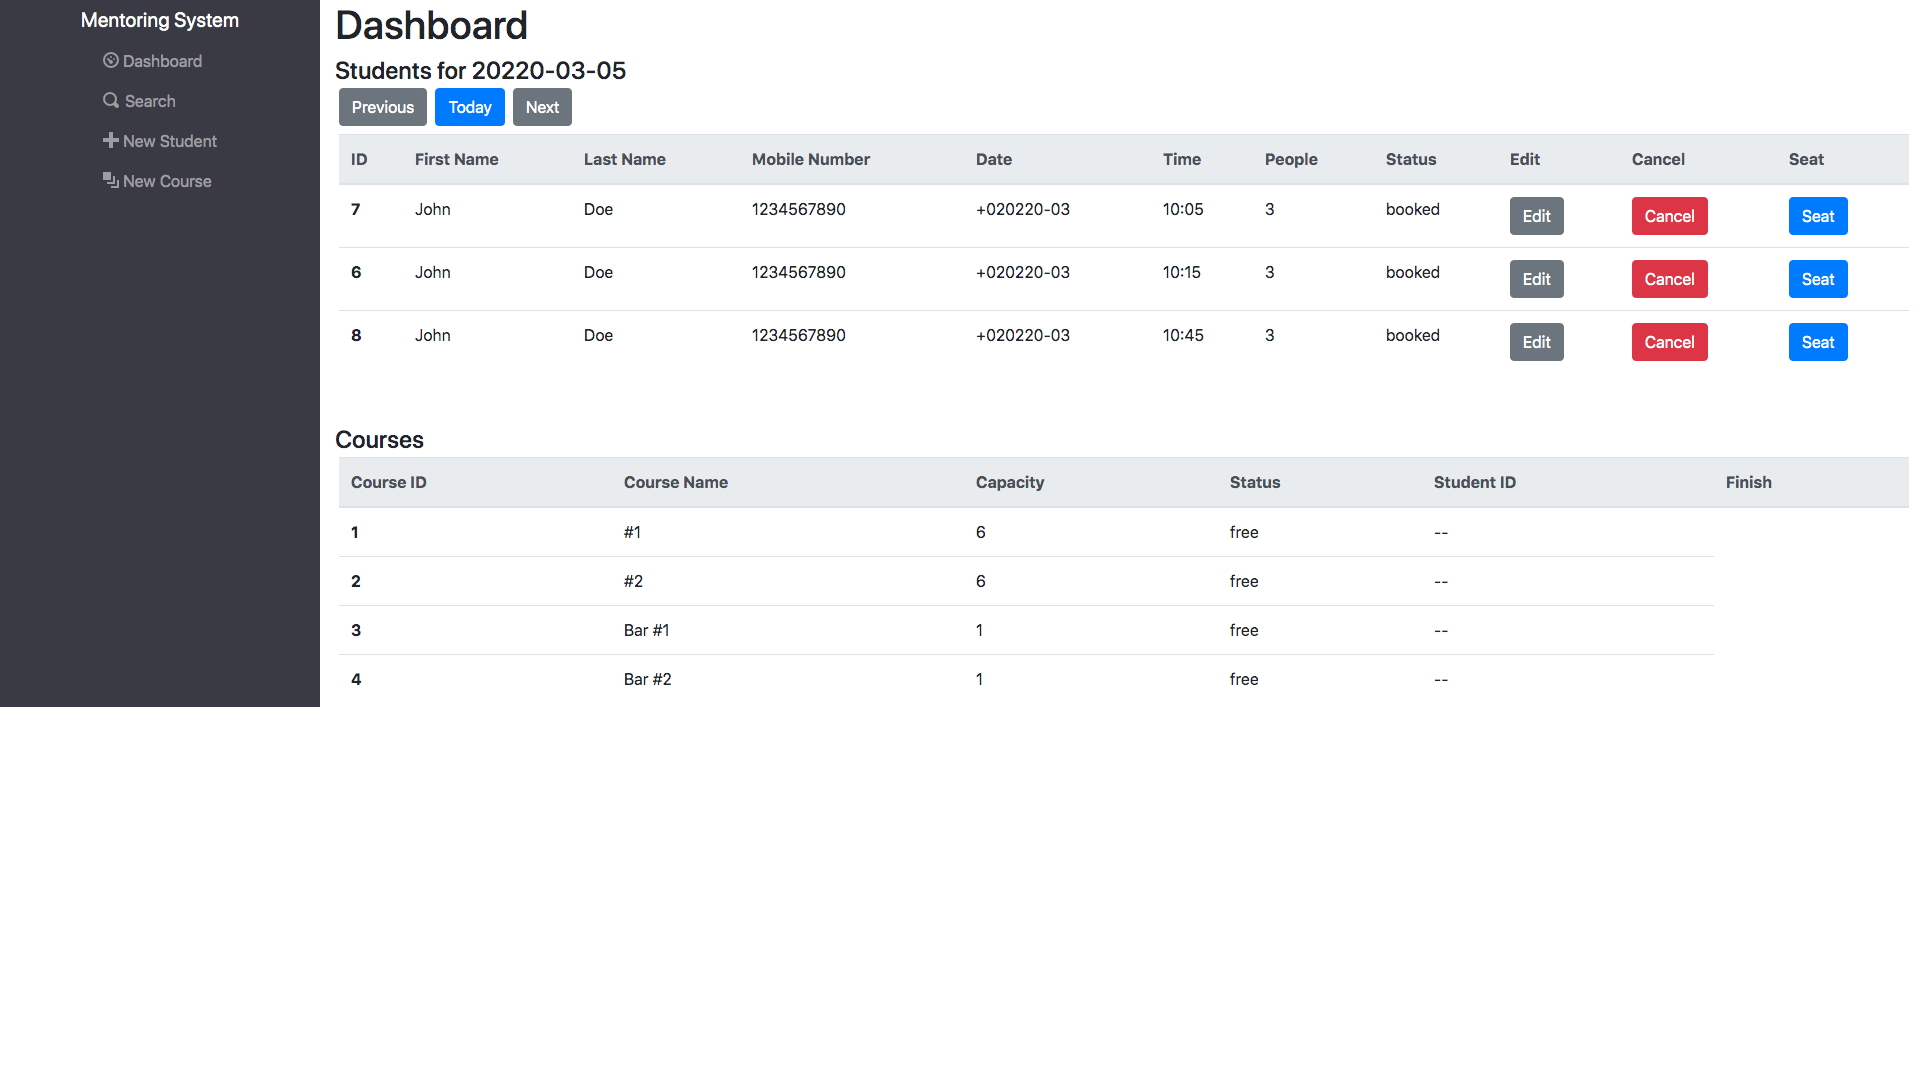 Mentoring System
Dashboard
Search
New Student
New Course
Dashboard
Students for 20220-03-05
Previous Today Next
ID First Name Last Name Mobile Number Date Time People Status Edit Cancel Seat
7 John Doe 1234567890 +020220-03 10:05 3 booked Edit Cancel Seat
6 John Doe 1234567890 +020220-03 10:15 3 booked Edit Cancel Seat
8 John Doe 1234567890 +020220-03 10:45 3 booked Edit Cancel Seat
Courses
Course ID Course Name Capacity Status Student ID Finish
1 #1 6 free --
2 #2 6 free --
3 Bar #1 1 free --
4 Bar #2 1 free --